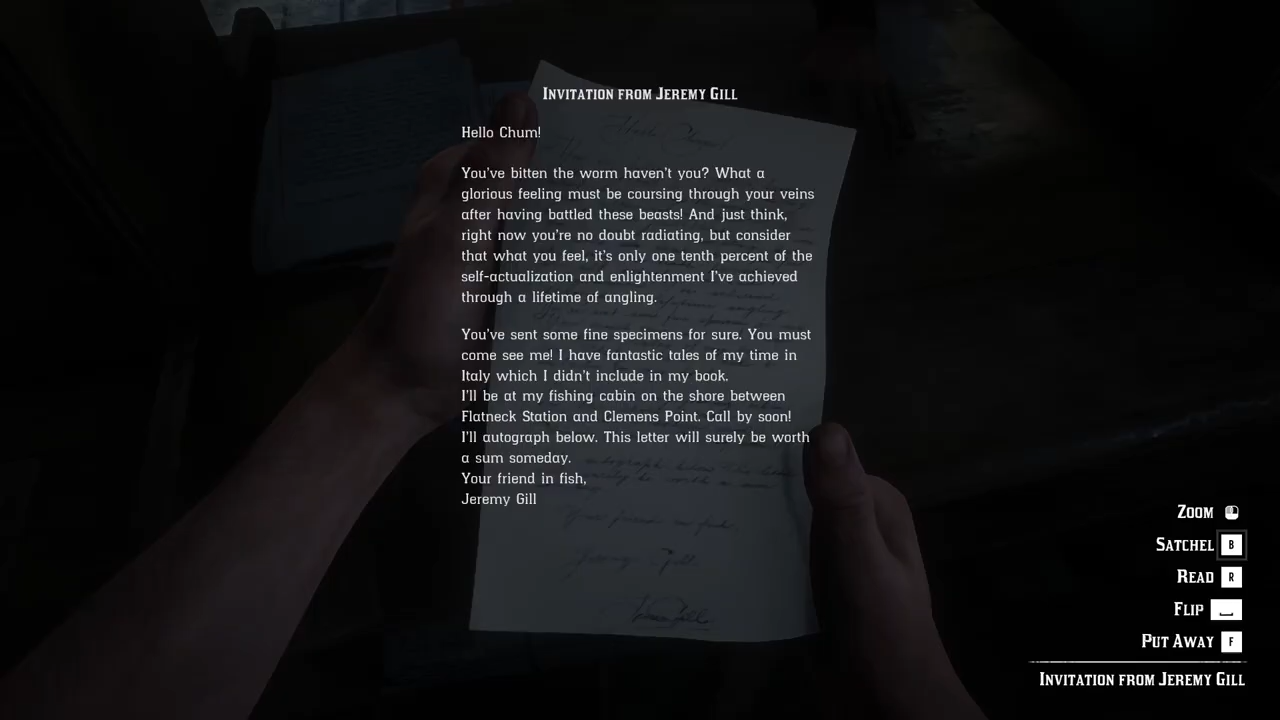 Invitation from Jeremy Gill
Hello Chum!
You've bitten the worm haven't you? What a
glorious feeling must be coursing through your veins
after having battled these beasts! And just think,
right now you're no doubt radiating, but consider
that what you feel, it's only one tenth percent of the
self-actualization and enlightenment I've achieved
through a lifetime of angling.
You've sent some fine specimens for sure. You must
come see me! I have fantastic tales of my time in
Italy which I didn't include in my book.
I'll be at my fishing cabin on the shore between
Flatneck Station and Clemens Point. Call by soon!
I'll autograph below. This letter will surely be worth
a sum someday.
Your friend in fish,
Jeremy Gill
Zoom
Satchel B
Read R
Flip
Put Away F
Invitation from Jeremy Gill